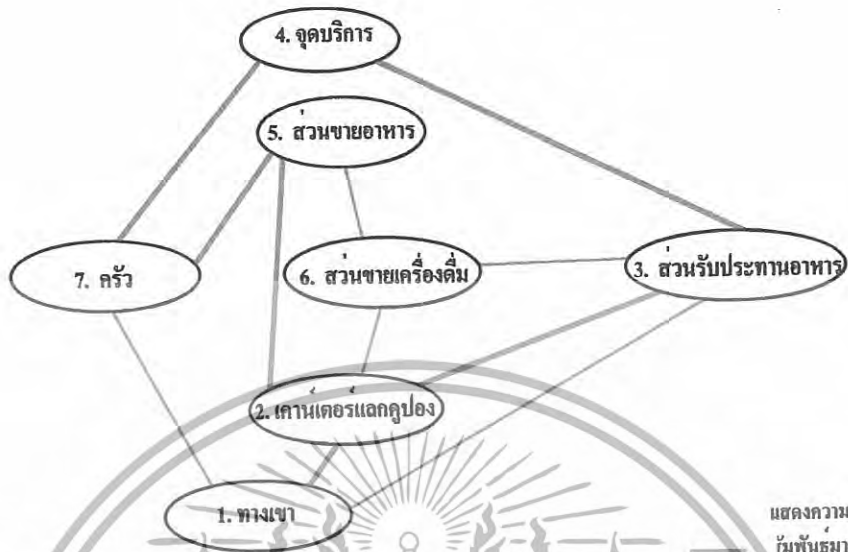 4. จุดบริการ
5. ส่วนขายอาหาร
7. ครัว
6. ส่วนขายเครื่องดื่ม
3. ส่วนรับประทานอาหาร
2. เคาน์เตอร์แลกคูปอง
1. ทางเขา
แสดงความ